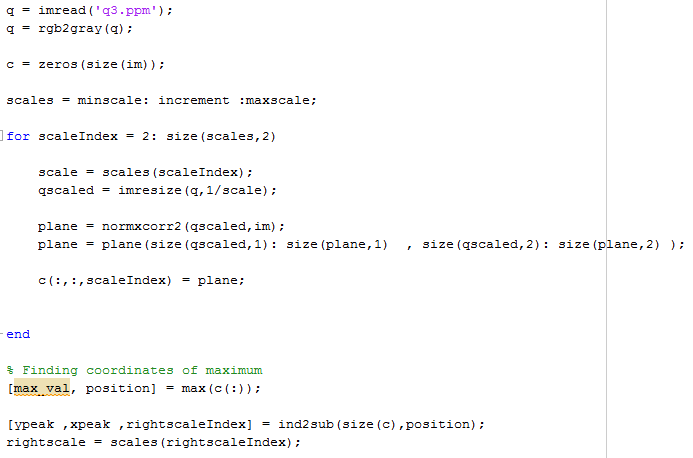 q = imread('q3.ppm');
q = rgb2gray(q);
c = zeros(size(im));
scales = minscale: increment :maxscale;
for scaleIndex = 2: size(scales,2)
scale = scales(scaleIndex);
qscaled = imresize(q,1/scale);
plane = normxcorr2(qscaled,im);
plane = plane(size(qscaled,1): size(plane,1)  , size(qscaled,2): size(plane,2) );
c(:,:,scaleIndex) = plane;
end
% Finding coordinates of maximum
[max_val, position] = max(c(:));
[ypeak ,xpeak ,rightscaleIndex] = ind2sub(size(c),position);
rightscale = scales(rightscaleIndex);